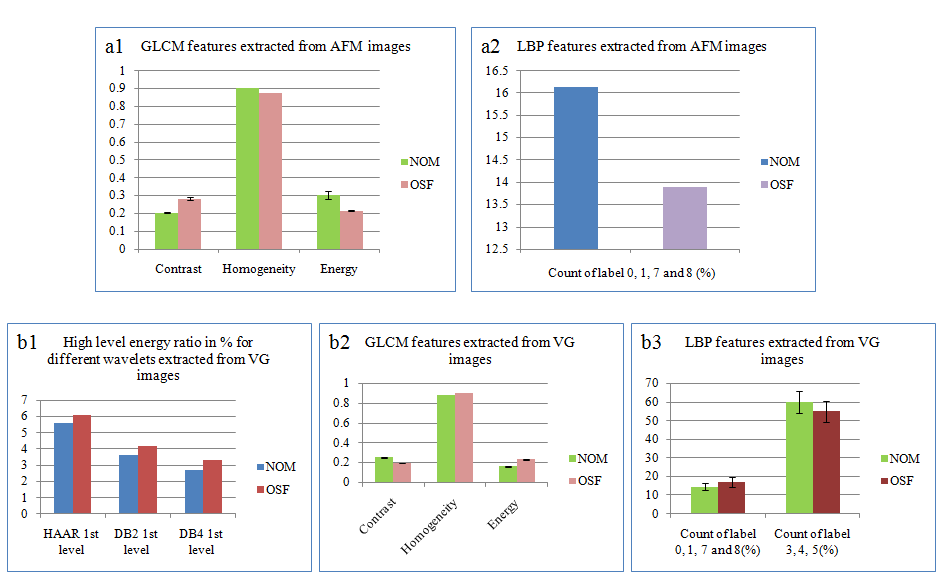 a1 GLCM features extracted from AFM images
1
0.9
0.8
0.7
0.6
0.5
0.4
0.3
0.2
0.1
0
Contrast Homogeneity Energy
NOM
OSF
a2 LBP features extracted from AFM images
16.5
16
15.5
15
14.5
14
13.5
13
12.5
Count of label 0, 1, 7 and 8 (%)
NOM
OSF
b1 High level energy ratio in % for
different wavelets extracted from VG
images
7
6
5
4
3
2
1
0
HAAR 1st DB2 1st DB4 1st
level level level
NOM
OSF
b2 GLCM features extracted from VG
images
1
0.8
0.6
0.4
0.2
0
Contrast Homogeneity Energy
NOM
OSF
b3 LBP features extracted from VG
images
70
60
50
40
30
20
10
0
Count of label Count of label
0, 1, 7 and 8(%) 3, 4, 5(%)
NOM
OSF